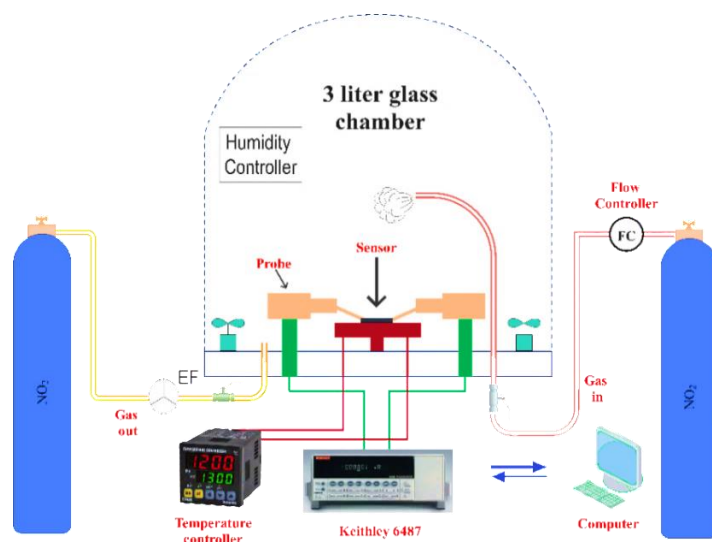 3 liter glass
chamber
Humidity
Controller
Flow
Controller
FC
Sensor
Probe
NO2
EF
Gas
out
Gas
in
NO2
1200
1300
Temperature
controller
Keithley 6487
Computer